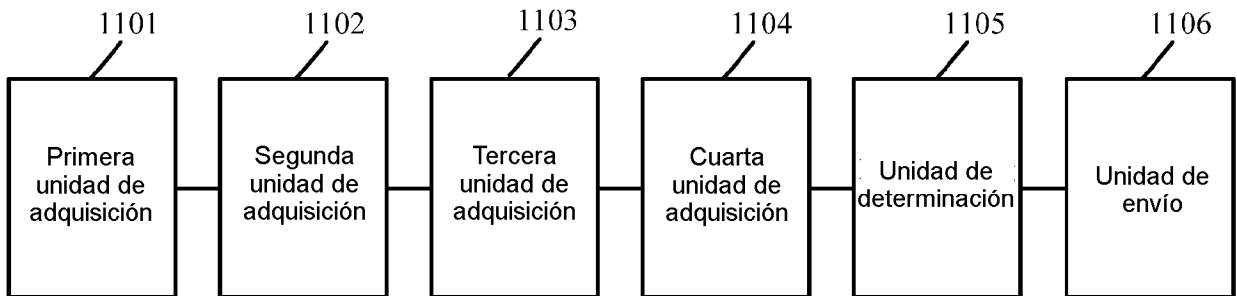 1101
1102
1103
1104
1105
1106
Primera
unidad de
adquisición
Segunda
unidad de
adquisición
Tercera
unidad de
adquisición
Cuarta
unidad de
adquisición
Unidad de
determinación
Unidad de
envío